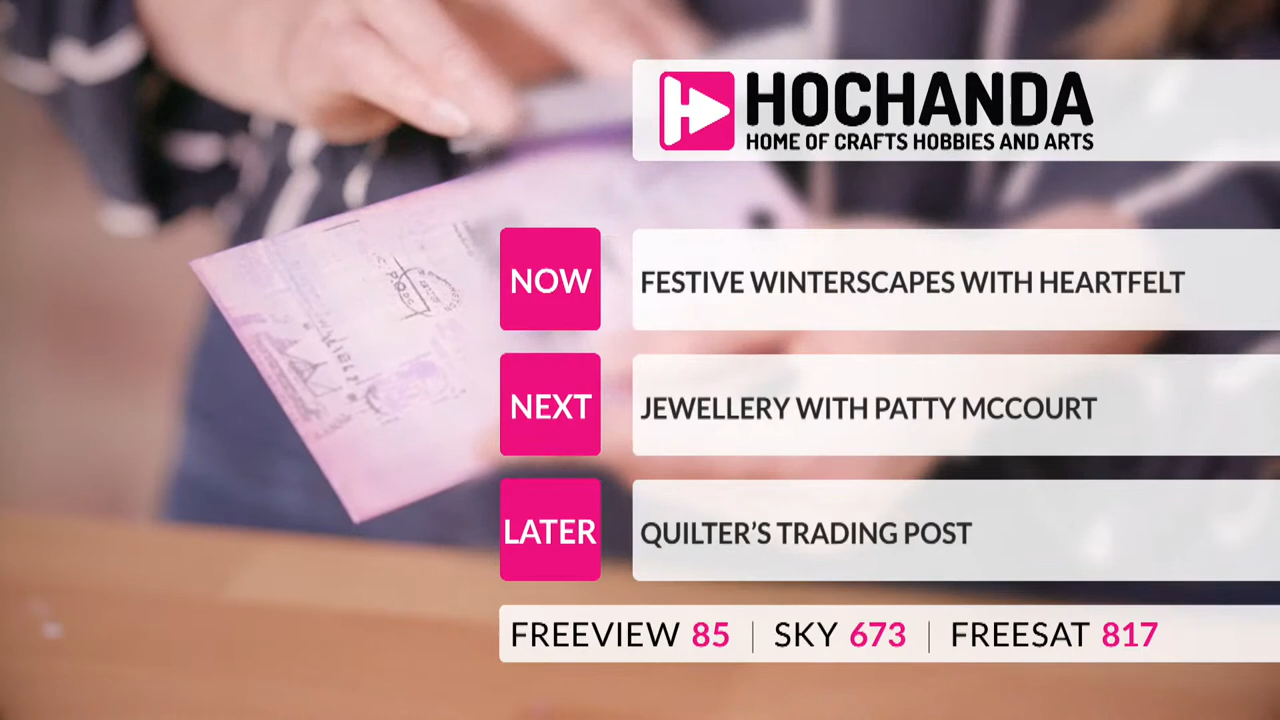 HOCHANDA
HOME OF CRAFTS HOBBIES AND ARTS
NOW FESTIVE WINTERSCAPES WITH HEARTFELT
NEXT JEWELLERY WITH PATTY MCCOURT
LATER QUILTER’S TRADING POST
FREEVIEW 85 | SKY 673 | FREESAT 817